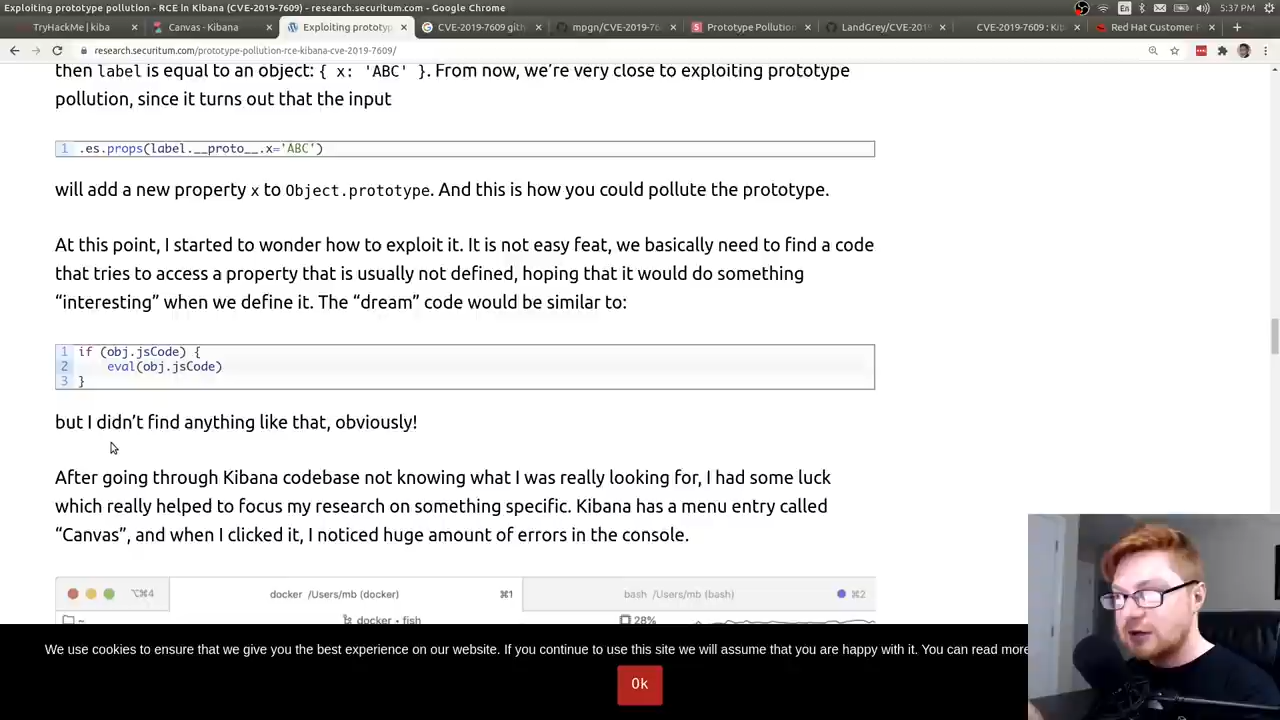 Exploiting prototype pollution - RCE in Kibana (CVE-2019-7609) - research.securitum.com - Google Chrome
En
5:37 PM
TryHackMe | kiba
Canvas - Kibana
Exploiting prototype poll
CVE-2019-7609 gith
mpgn/CVE-2019-7
Prototype Pollution
LandGrey/CVE-201
CVE-2019-7609 : Kib
Red Hat Customer P
research.securitum.com/prototype-pollution-rce-kibana-cve-2019-7609/
then label is equal to an object: { x: 'ABC' }. From now, we’re very close to exploiting prototype
pollution, since it turns out that the input
1 .es.props(label.__proto__.x='ABC')
will add a new property x to Object.prototype. And this is how you could pollute the prototype.
At this point, I started to wonder how to exploit it. It is not easy feat, we basically need to find a code
that tries to access a property that is usually not defined, hoping that it would do something
“interesting” when we define it. The “dream” code would be similar to:
1 if (obj.jsCode) {
2 eval(obj.jsCode)
3 }
but I didn’t find anything like that, obviously!
After going through Kibana codebase not knowing what I was really looking for, I had some luck
which really helped to focus my research on something specific. Kibana has a menu entry called
“Canvas”, and when I clicked it, I noticed huge amount of errors in the console.
⌥⌘4
docker /Users/mb (docker)
⌘1
bash /Users/mb (bash)
⌘2
~
docker • fish
28%
We use cookies to ensure that we give you the best experience on our website. If you continue to use this site we will assume that you are happy with it. You can read more
Ok